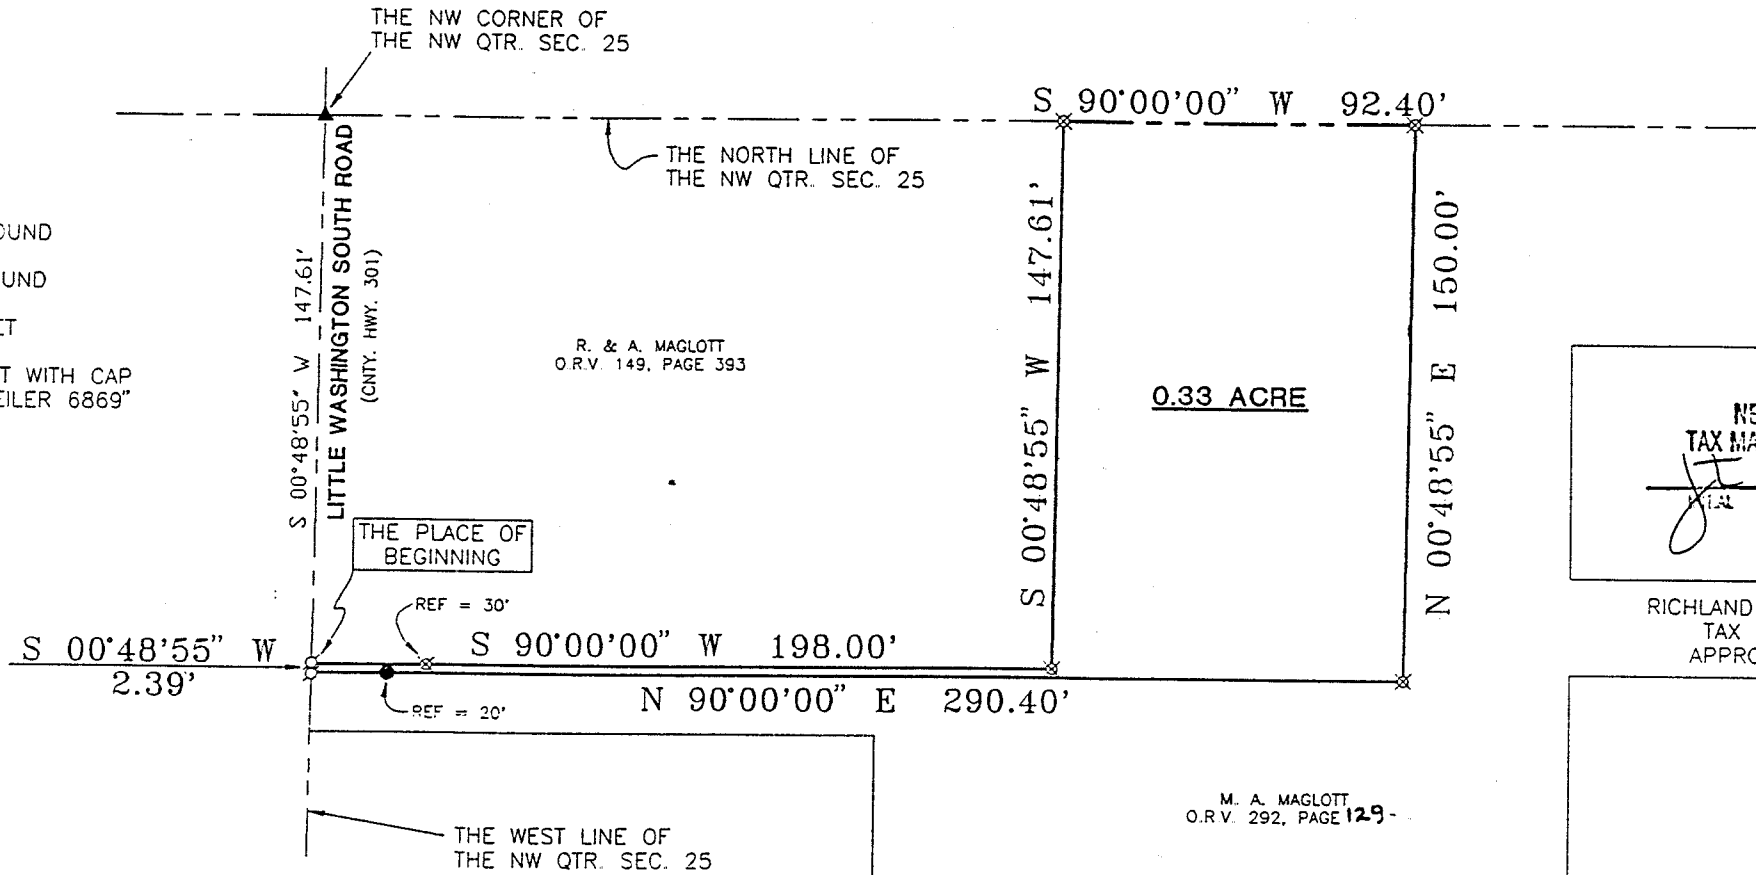 THE NW CORNER OF
THE NW QTR. SEC. 25
S 90°00'00" W 92.40'
THE NORTH LINE OF
THE NW QTR. SEC. 25
OUND
UND
ET
T WITH CAP
EILER 6869"
S 00°48'55" W 147.61'
LITTLE WASHINGTON SOUTH ROAD
(CNTY. HWY. 301)
R. & A. MAGLOTT
O.R.V. 149, PAGE 393
S 00°48'55" W 147.61'
0.33 ACRE
N 00°48'55" E 150.00'
TAX MA
THE PLACE OF
BEGINNING
REF = 30'
S 90°00'00" W 198.00'
S 00°48'55" W
2.39'
REF = 20'
N 90°00'00" E 290.40'
RICHLAND
TAX
APPRO
M. A. MAGLOTT
O.R.V. 292, PAGE 129-
THE WEST LINE OF
THE NW QTR. SEC. 25